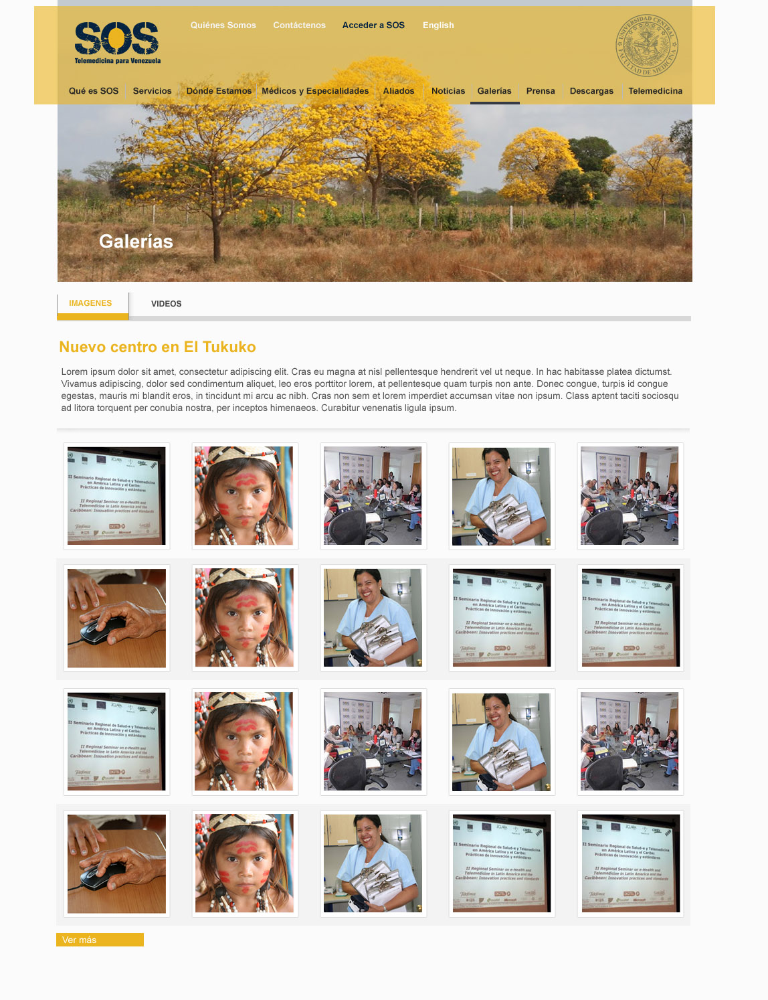 Quiénes Somos Contáctenos Acceder a SOS English
SOS
Telemedicina para Venezuela
UNIVERSIDAD CENTRAL
FACULTAD DE MEDICINA
Qué es SOS Servicios Dónde Estamos Médicos y Especialidades Aliados Noticias Galerías Prensa Descargas Telemedicina
Galerías
IMAGENES VIDEOS
Nuevo centro en El Tukuko
Lorem ipsum dolor sit amet, consectetur adipiscing elit. Cras eu magna at nisl pellentesque hendrerit vel ut neque. In hac habitasse platea dictumst.
Vivamus adipiscing, dolor sed condimentum aliquet, leo eros porttitor lorem, at pellentesque quam turpis non ante. Donec congue, turpis id congue
egestas, mauris mi blandit eros, in tincidunt mi arcu ac nibh. Cras non sem et lorem imperdiet accumsan vitae non ipsum. Class aptent taciti sociosqu
ad litora torquent per conubia nostra, per inceptos himenaeos. Curabitur venenatis ligula ipsum.
II Seminario Regional de Salud-e y Telemedicina
en América Latina y el Caribe:
Prácticas de innovación y estándares
II Regional Seminar on e-Health and
Telemedicine in Latin America and the
Caribbean: Innovation practices and standards
II Seminario Regional de Salud-e y Telemedicina
en América Latina y el Caribe:
Prácticas de innovación y estándares
II Regional Seminar on e-Health and
Telemedicine in Latin America and the
Caribbean: Innovation practices and standards
II Seminario Regional de Salud-e y Telemedicina
en América Latina y el Caribe:
Prácticas de innovación y estándares
II Regional Seminar on e-Health and
Telemedicine in Latin America and the
Caribbean: Innovation practices and standards
II Seminario Regional de Salud-e y Telemedicina
en América Latina y el Caribe:
Prácticas de innovación y estándares
II Regional Seminar on e-Health and
Telemedicine in Latin America and the
Caribbean: Innovation practices and standards
II Seminario Regional de Salud-e y Telemedicina
en América Latina y el Caribe:
Prácticas de innovación y estándares
II Regional Seminar on e-Health and
Telemedicine in Latin America and the
Caribbean: Innovation practices and standards
II Seminario Regional de Salud-e y Telemedicina
en América Latina y el Caribe:
Prácticas de innovación y estándares
II Regional Seminar on e-Health and
Telemedicine in Latin America and the
Caribbean: Innovation practices and standards
Ver más